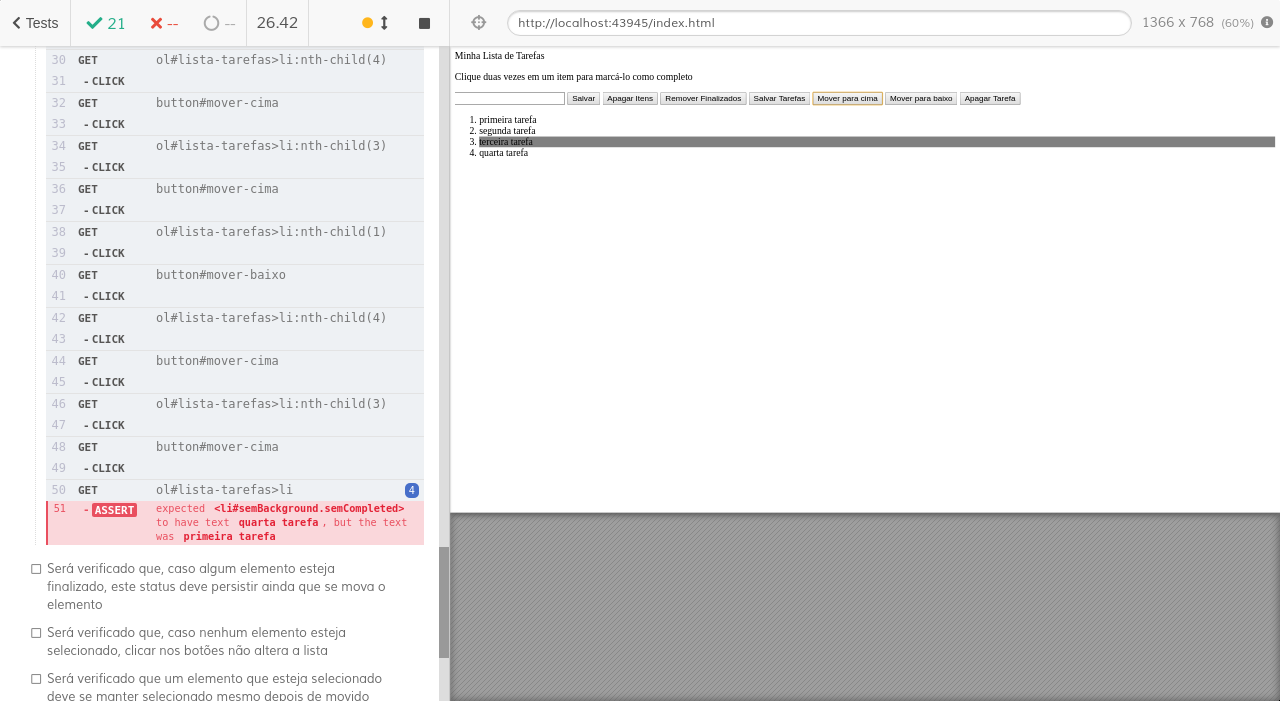 Tests 21 -- -- 26.42
http://localhost:43945/index.html 1366 x 768 (60%)
30 GET ol#lista-tarefas>li:nth-child(4)
31 -CLICK
32 GET button#mover-cima
33 -CLICK
34 GET ol#lista-tarefas>li:nth-child(3)
35 -CLICK
36 GET button#mover-cima
37 -CLICK
38 GET ol#lista-tarefas>li:nth-child(1)
39 -CLICK
40 GET button#mover-baixo
41 -CLICK
42 GET ol#lista-tarefas>li:nth-child(4)
43 -CLICK
44 GET button#mover-cima
45 -CLICK
46 GET ol#lista-tarefas>li:nth-child(3)
47 -CLICK
48 GET button#mover-cima
49 -CLICK
50 GET ol#lista-tarefas>li 4
51 -ASSERT expected <li#semBackground.semCompleted>
to have text quarta tarefa , but the text
was primeira tarefa
Será verificado que, caso algum elemento esteja
finalizado, este status deve persistir ainda que se mova o
elemento
Será verificado que, caso nenhum elemento esteja
selecionado, clicar nos botões não altera a lista
Será verificado que um elemento que esteja selecionado
deve se manter selecionado mesmo depois de movido
Minha Lista de Tarefas
Clique duas vezes em um item para marcá-lo como completo
Salvar Apagar Itens Remover Finalizados Salvar Tarefas Mover para cima Mover para baixo Apagar Tarefa
1. primeira tarefa
2. segunda tarefa
3. terceira tarefa
4. quarta tarefa